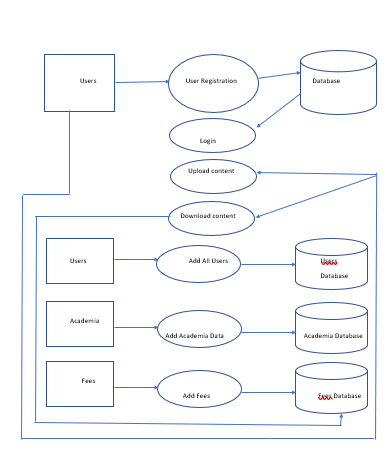 Users
User Registration
Database
Login
Upload content
Download content
Users
Add All Users
Users
Database
Academia
Add Academia Data
Academia Database
Fees
Add Fees
Fees Database